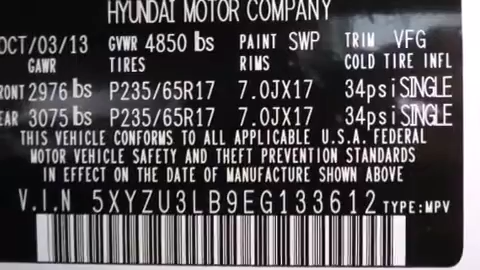 HYUNDAI MOTOR COMPANY
OCT/03/13 GVWR 4850 lbs PAINT SWP TRIM VFG
GAWR TIRES RIMS COLD TIRE INFL
RONT 2976 lbs P235/65R17 7.0JX17 34psi SINGLE
EAR 3075 lbs P235/65R17 7.0JX17 34psi SINGLE
THIS VEHICLE CONFORMS TO ALL APPLICABLE U.S.A. FEDERAL
MOTOR VEHICLE SAFETY AND THEFT PREVENTION STANDARDS
IN EFFECT ON THE DATE OF MANUFACTURE SHOWN ABOVE
V.I.N 5XYZU3LB9EG133612 TYPE:MPV